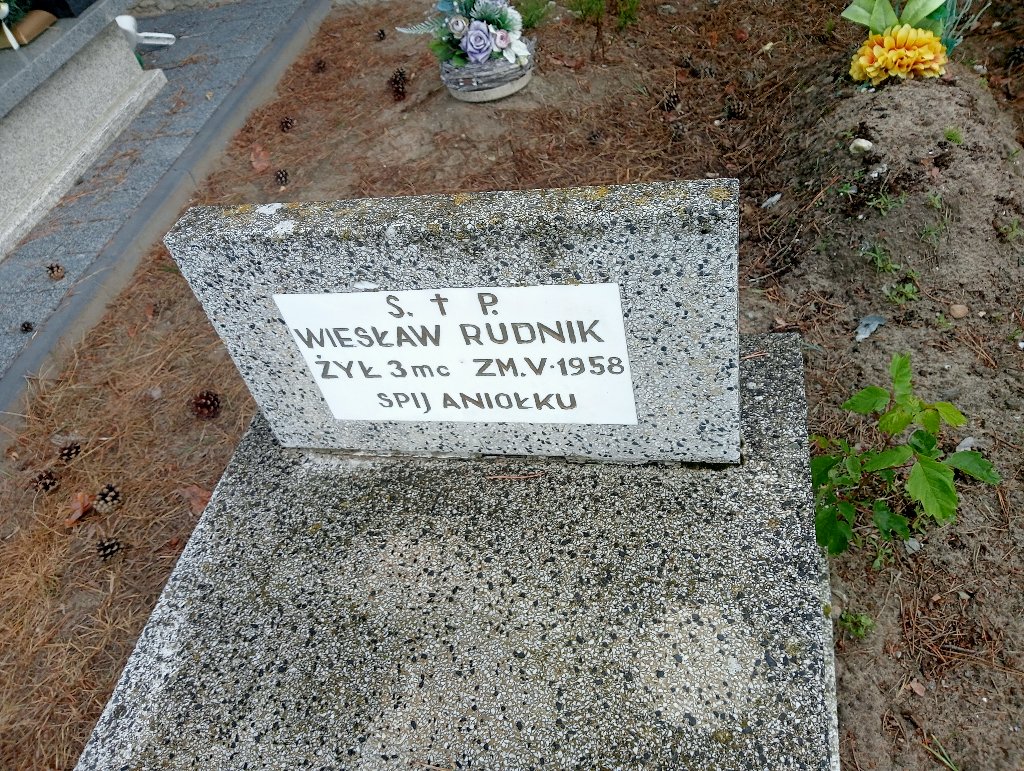 S. † P.
WIESŁAW RUDNIK
ŻYŁ 3 mc ZM. V. 1958
SPIJ ANIOŁKU